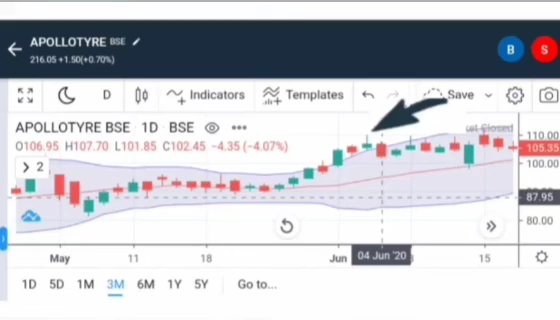 APOLLOTYRE BSE
216.05 +1.50(+0.70%)
B S
D Indicators Templates Save
APOLLOTYRE BSE 1D · BSE
Market Closed
O106.95 H107.70 L101.85 C102.45 -4.35 (-4.07%)
2
110.00
105.35
100.00
87.95
80.00
May 11 18 Jun 04 Jun '20 15
1D 5D 1M 3M 6M 1Y 5Y Go to...